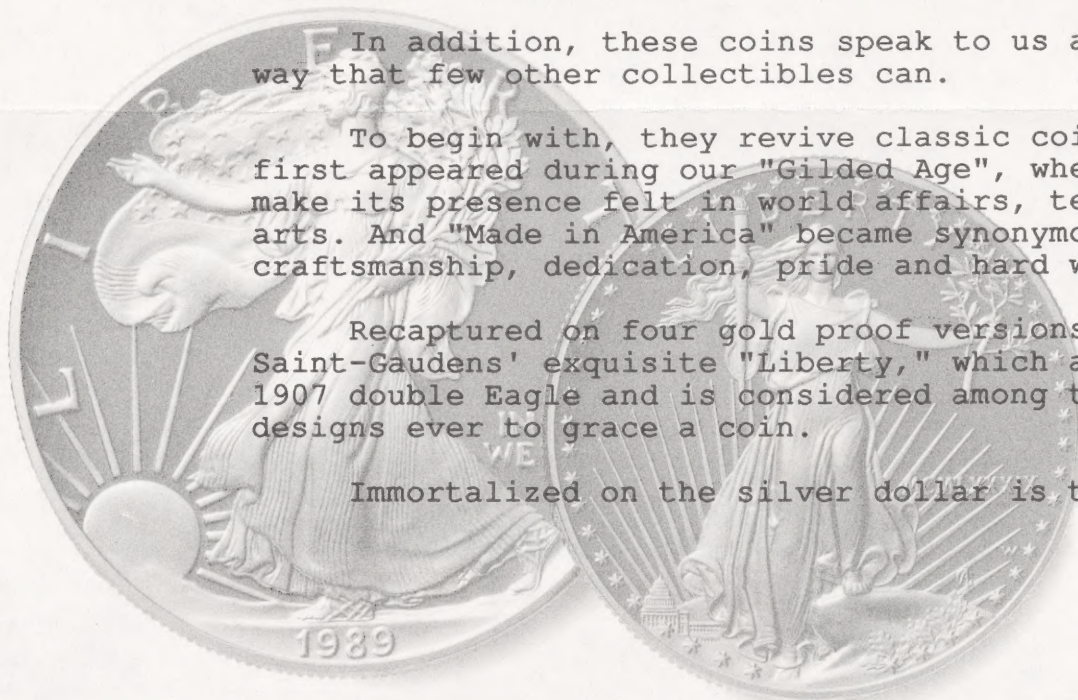 In addition, these coins speak to us a
way that few other collectibles can.
To begin with, they revive classic coi
first appeared during our "Gilded Age", whe
make its presence felt in world affairs, te
arts. And "Made in America" became synonymo
craftsmanship, dedication, pride and hard w
Recaptured on four gold proof versions
Saint-Gaudens' exquisite "Liberty," which a
1907 double Eagle and is considered among t
designs ever to grace a coin.
Immortalized on the silver dollar is t
LIBERT
IN
WE
1989
LIBERTY
W